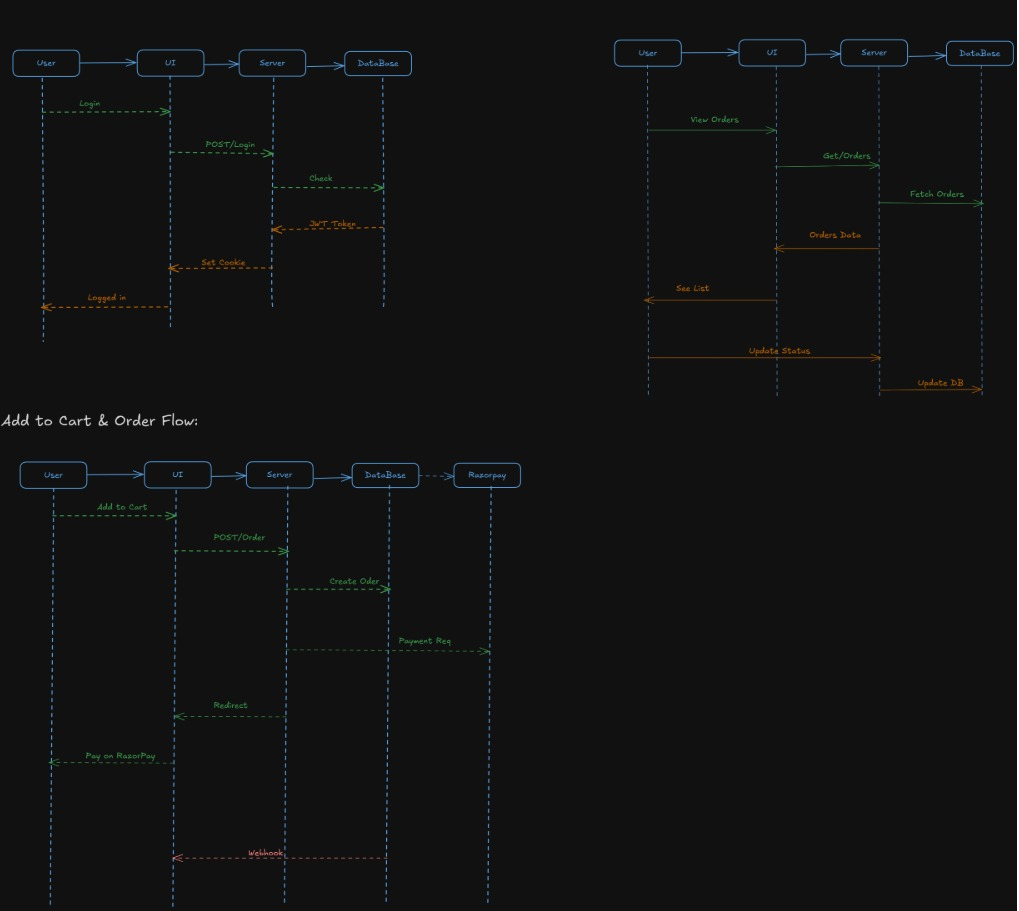 User
UI
Server
DataBase
Login
POST/Login
Check
JWT Token
Set Cookie
Logged in
User
UI
Server
DataBase
View Orders
Get/Orders
Fetch Orders
Orders Data
See List
Update Status
Update DB
Add to Cart & Order Flow:
User
UI
Server
DataBase
Razorpay
Add to Cart
POST/Order
Create Oder
Payment Req
Redirect
Pay on RazorPay
Webhook